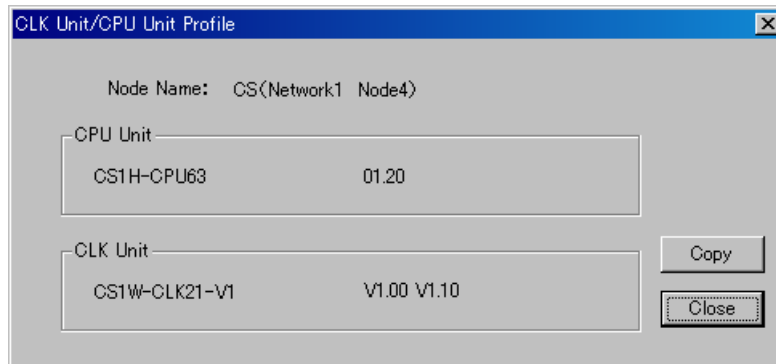 CLK Unit/CPU Unit Profile
Node Name: CS(Network1 Node4)
CPU Unit
CS1H-CPU63 01.20
CLK Unit
CS1W-CLK21-V1 V1.00 V1.10
Copy
Close